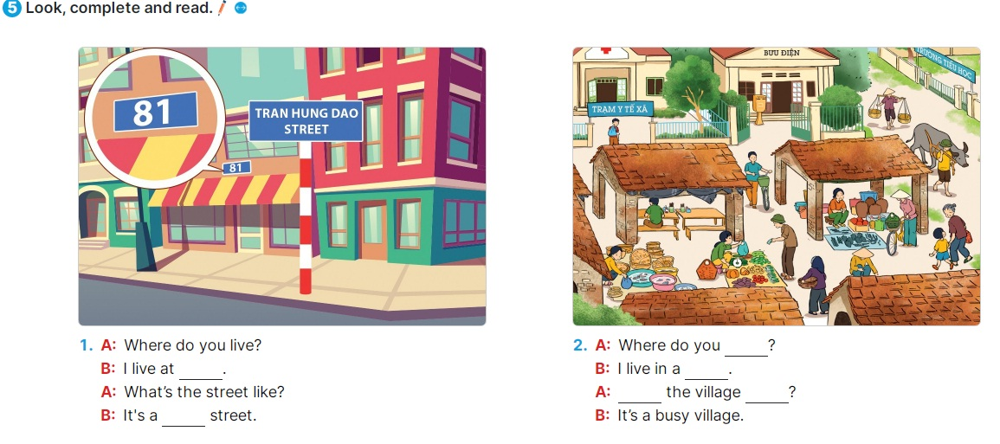 5 Look, complete and read.
81
TRAN HUNG DAO
STREET
81
BƯU ĐIỆN
TRƯỜNG TIỂU HỌC
TRẠM Y TẾ XÃ
1. A: Where do you live?
B: I live at _____.
A: What's the street like?
B: It's a _____ street.
2. A: Where do you _____?
B: I live in a _____.
A: _____ the village _____?
B: It's a busy village.